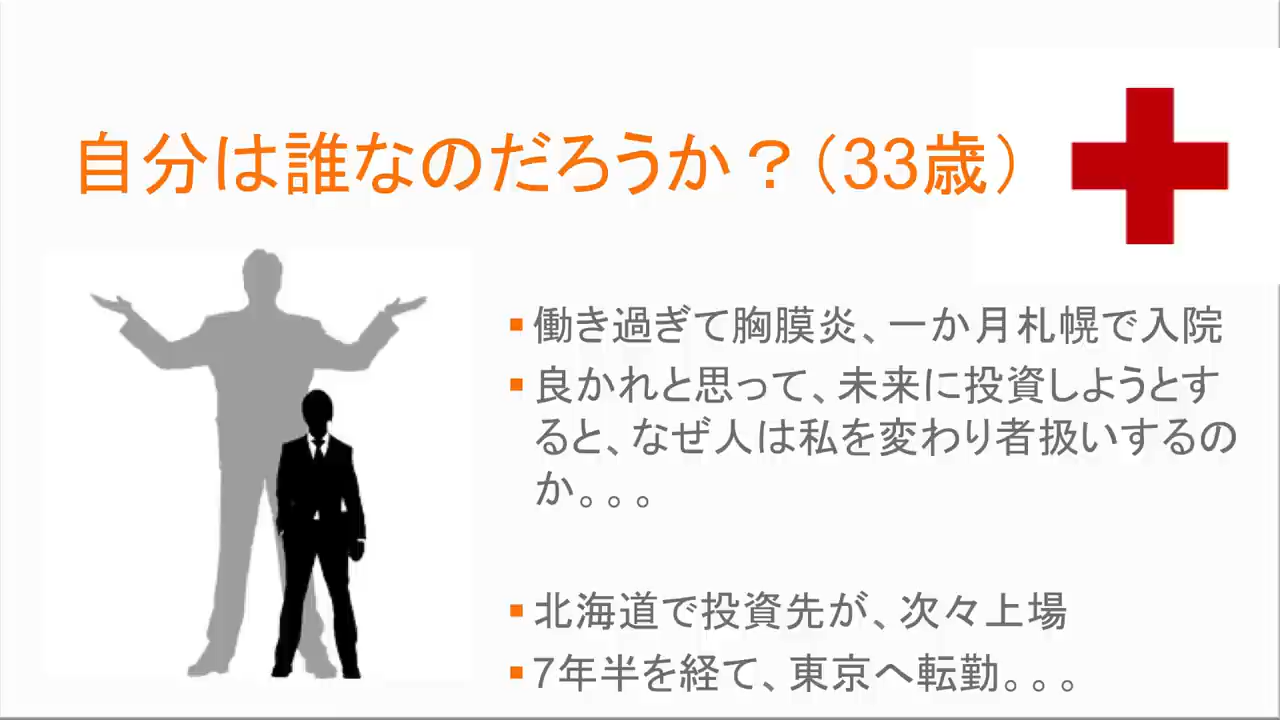 自分は誰なのだろうか？（33歳）
▪働き過ぎて胸膜炎、一か月札幌で入院
▪良かれと思って、未来に投資しようとす
ると、なぜ人は私を変わり者扱いするの
か。。。
▪北海道で投資先が、次々上場
▪7年半を経て、東京へ転勤。。。